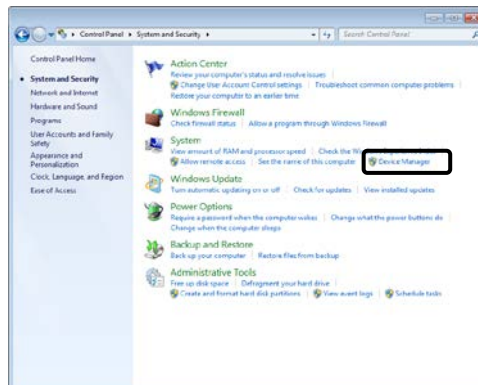 Control Panel ▸ System and Security ▸
Search Control Panel
Control Panel Home
System and Security
Network and Internet
Hardware and Sound
Programs
User Accounts and Family
Safety
Appearance and
Personalization
Clock, Language, and Region
Ease of Access
Action Center
Review your computer's status and resolve issues
Change User Account Control settings | Troubleshoot common computer problems
Restore your computer to an earlier time
Windows Firewall
Check firewall status | Allow a program through Windows Firewall
System
View amount of RAM and processor speed | Check the
Allow remote access | See the name of this computer | Device Manager
Windows Update
Turn automatic updating on or off | Check for updates | View installed updates
Power Options
Require a password when the computer wakes | Change what the power buttons do
Change when the computer sleeps
Backup and Restore
Back up your computer | Restore files from backup
Administrative Tools
Free up disk space | Defragment your hard drive
Create and format hard disk partitions | View event logs | Schedule tasks